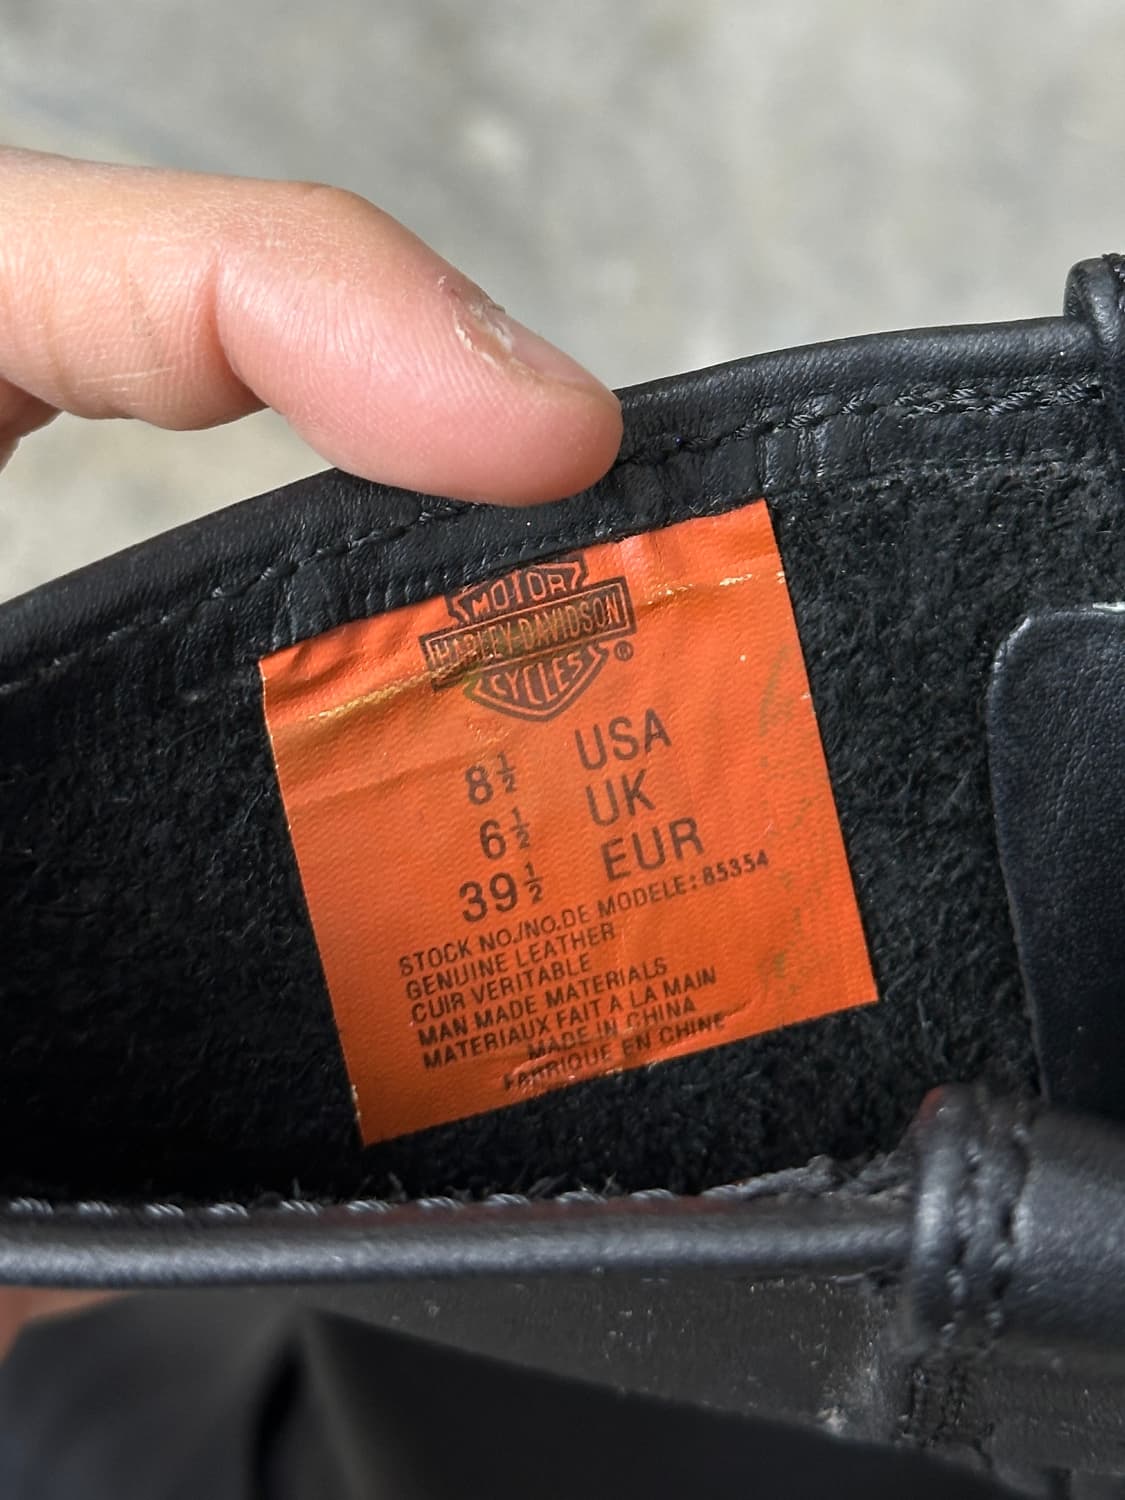 MOTOR
HARLEY-DAVIDSON
CYCLES ®
8½ USA
6½ UK
39½ EUR
STOCK NO./NO.DE MODELE: 85354
GENUINE LEATHER
CUIR VERITABLE
MAN MADE MATERIALS
MATERIAUX FAIT A LA MAIN
MADE IN CHINA
FABRIQUE EN CHINE